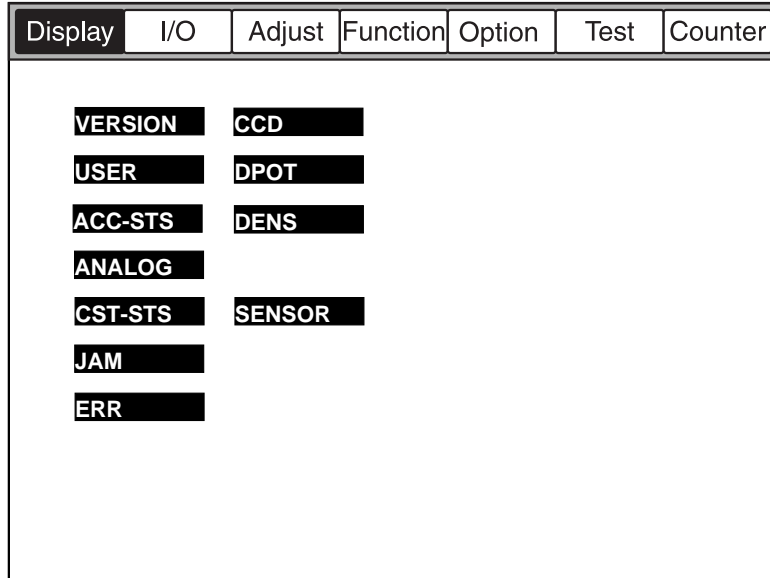 Display I/O Adjust Function Option Test Counter
VERSION CCD
USER DPOT
ACC-STS DENS
ANALOG
CST-STS SENSOR
JAM
ERR